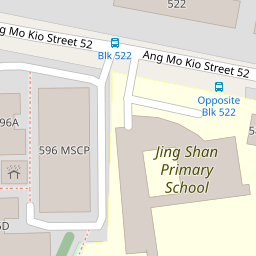 522
g Mo Kio Street 52
Blk 522
Ang Mo Kio Street 52
Opposite
Blk 522
596A
596 MSCP
Jing Shan
Primary
School
6D